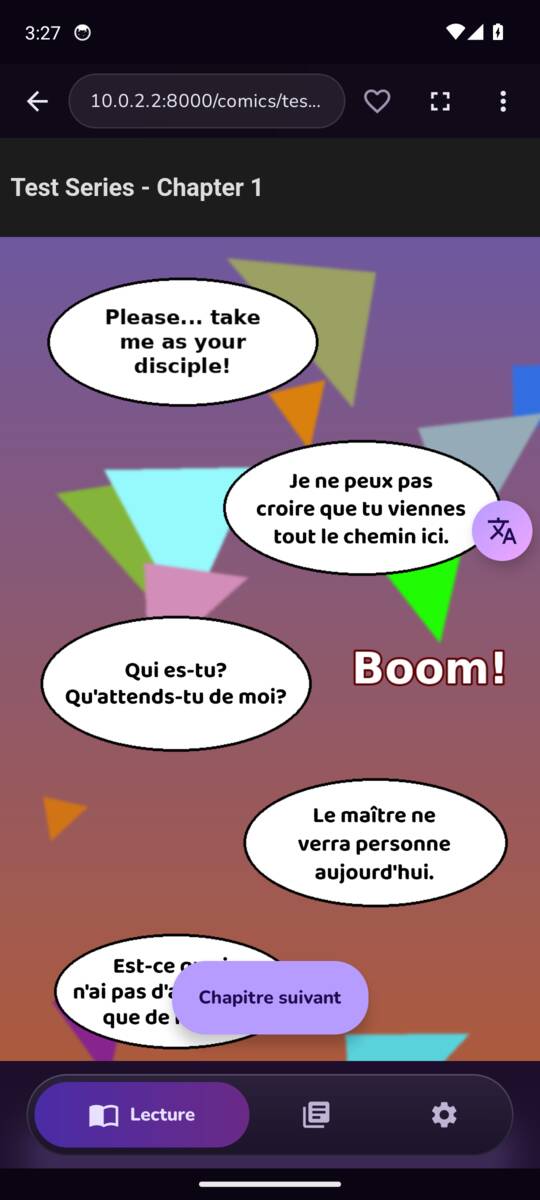 3:27
10.0.2.2:8000/comics/tes...
Test Series - Chapter 1
Please... take
me as your
disciple!
Je ne peux pas
croire que tu viennes
tout le chemin ici.
Boom!
Qui es-tu?
Qu'attends-tu de moi?
Le maître ne
verra personne
aujourd'hui.
Est-ce
n'ai pas
que de
Chapitre suivant
Lecture